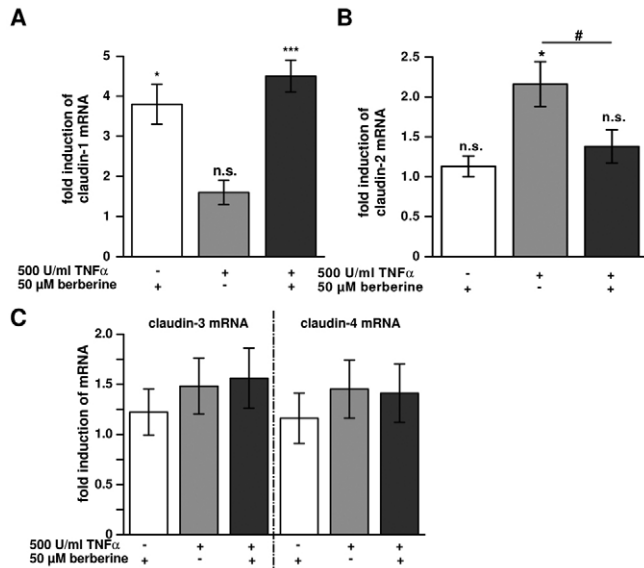 A
fold induction of
claudin-1 mRNA
5
4
3
2
1
0
*
n.s.
***
500 U/ml TNFα - + +
50 µM berberine + - +
B
fold induction of
claudin-2 mRNA
2.5
2.0
1.5
1.0
0.5
0.0
#
n.s.
*
n.s.
500 U/ml TNFα - + +
50 µM berberine + - +
C
claudin-3 mRNA claudin-4 mRNA
fold induction of mRNA
2.0
1.5
1.0
0.5
0.0
500 U/ml TNFα - + + - + +
50 µM berberine + - + + - +